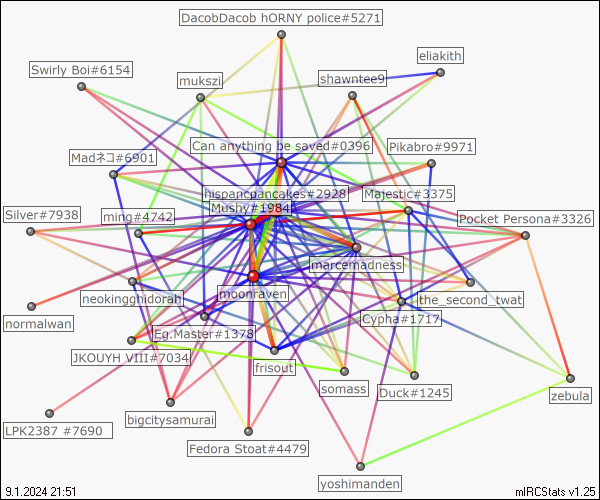 DacobDacob hORNY police#5271
eliakith
Swirly Boi#6154
mukszi
shawntee9
Can anything be saved#0396
Pikabro#9971
Madネコ#6901
hispancpancakes#2928
Majestic#3375
Mushy#1984
Silver#7938
ming#4742
Pocket Persona#3326
marcemadness
neokingghidorah
moonraven
the_second_twat
normalwan
Eg.Master#1378
Cypha#1717
JKOUYH VIII#7034
frisout
somass
Duck#1245
zebula
bigcitysamurai
LPK2387 #7690
Fedora Stoat#4479
yoshimanden
9.1.2024 21:51
mIRCStats v1.25